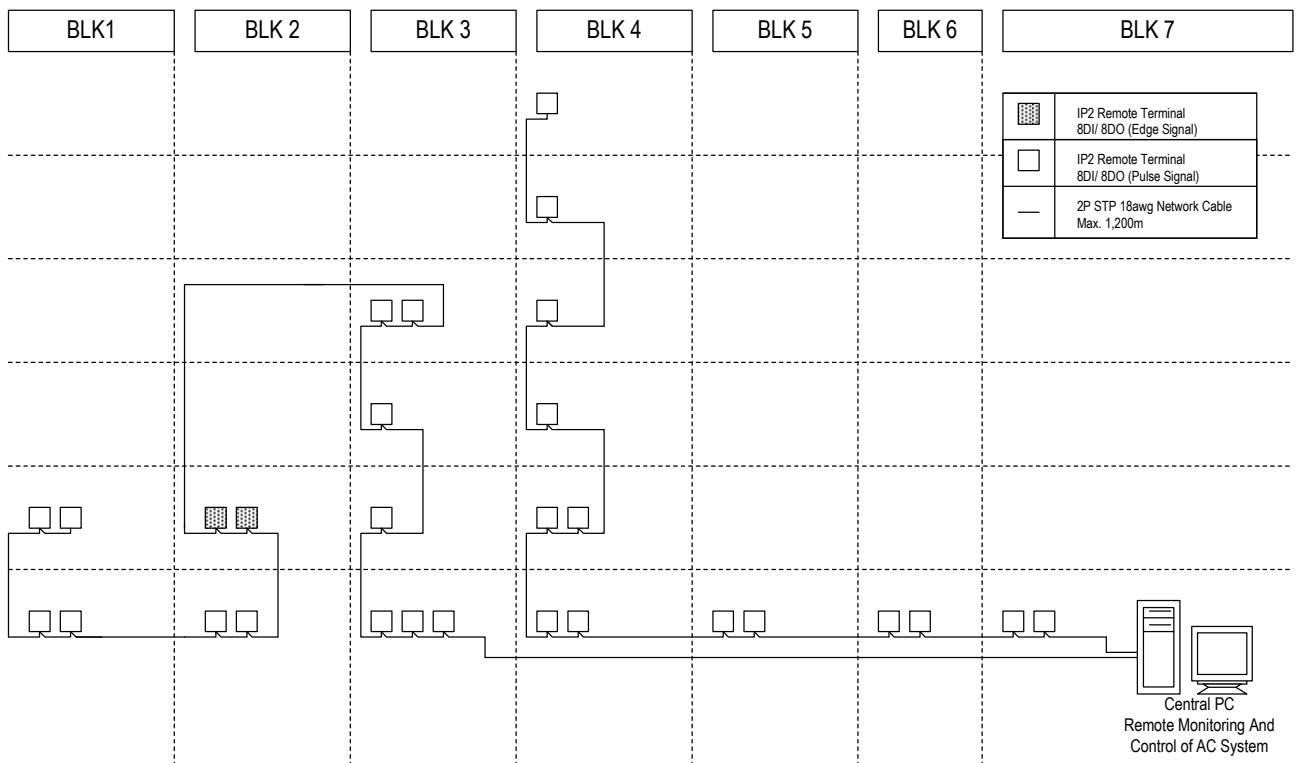 BLK1
BLK 2
BLK 3
BLK 4
BLK 5
BLK 6
BLK 7
IP2 Remote Terminal
8DI/ 8DO (Edge Signal)
IP2 Remote Terminal
8DI/ 8DO (Pulse Signal)
2P STP 18awg Network Cable
Max. 1,200m
Central PC
Remote Monitoring And
Control of AC System